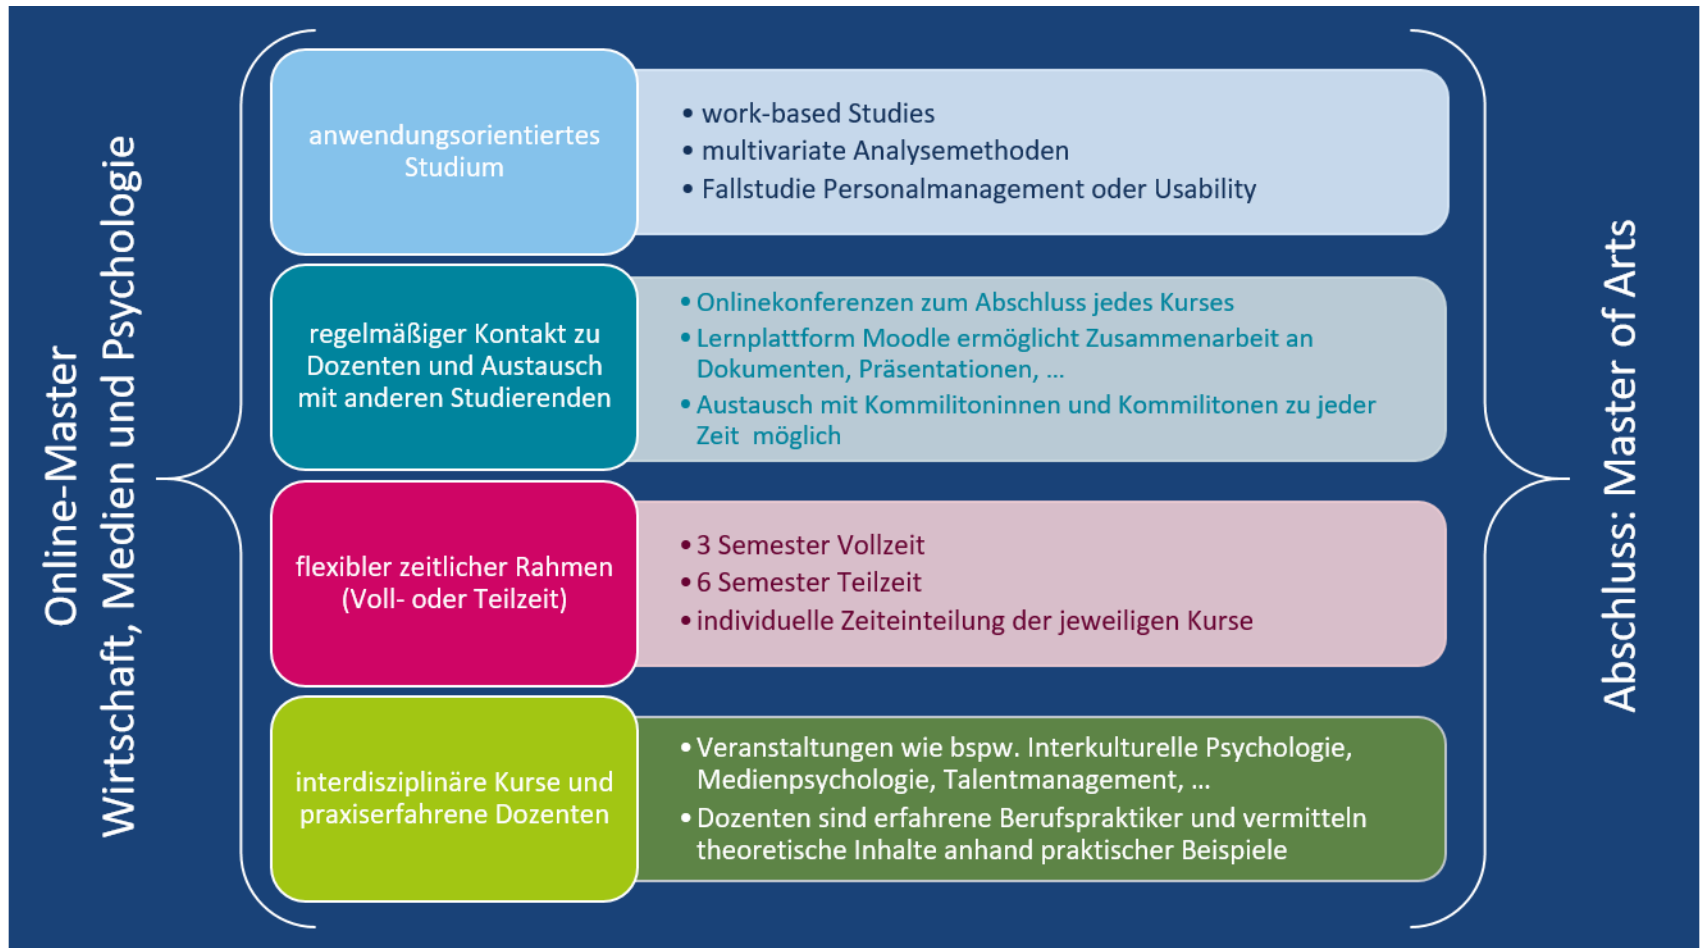 Online-Master
Wirtschaft, Medien und Psychologie
anwendungsorientiertes
Studium
• work-based Studies
• multivariate Analysemethoden
• Fallstudie Personalmanagement oder Usability
regelmäßiger Kontakt zu
Dozenten und Austausch
mit anderen Studierenden
• Onlinekonferenzen zum Abschluss jedes Kurses
• Lernplattform Moodle ermöglicht Zusammenarbeit an
Dokumenten, Präsentationen, ...
• Austausch mit Kommilitoninnen und Kommilitonen zu jeder
Zeit  möglich
flexibler zeitlicher Rahmen
(Voll- oder Teilzeit)
• 3 Semester Vollzeit
• 6 Semester Teilzeit
• individuelle Zeiteinteilung der jeweiligen Kurse
interdisziplinäre Kurse und
praxiserfahrene Dozenten
• Veranstaltungen wie bspw. Interkulturelle Psychologie,
Medienpsychologie, Talentmanagement, ...
• Dozenten sind erfahrene Berufspraktiker und vermitteln
theoretische Inhalte anhand praktischer Beispiele
Abschluss: Master of Arts